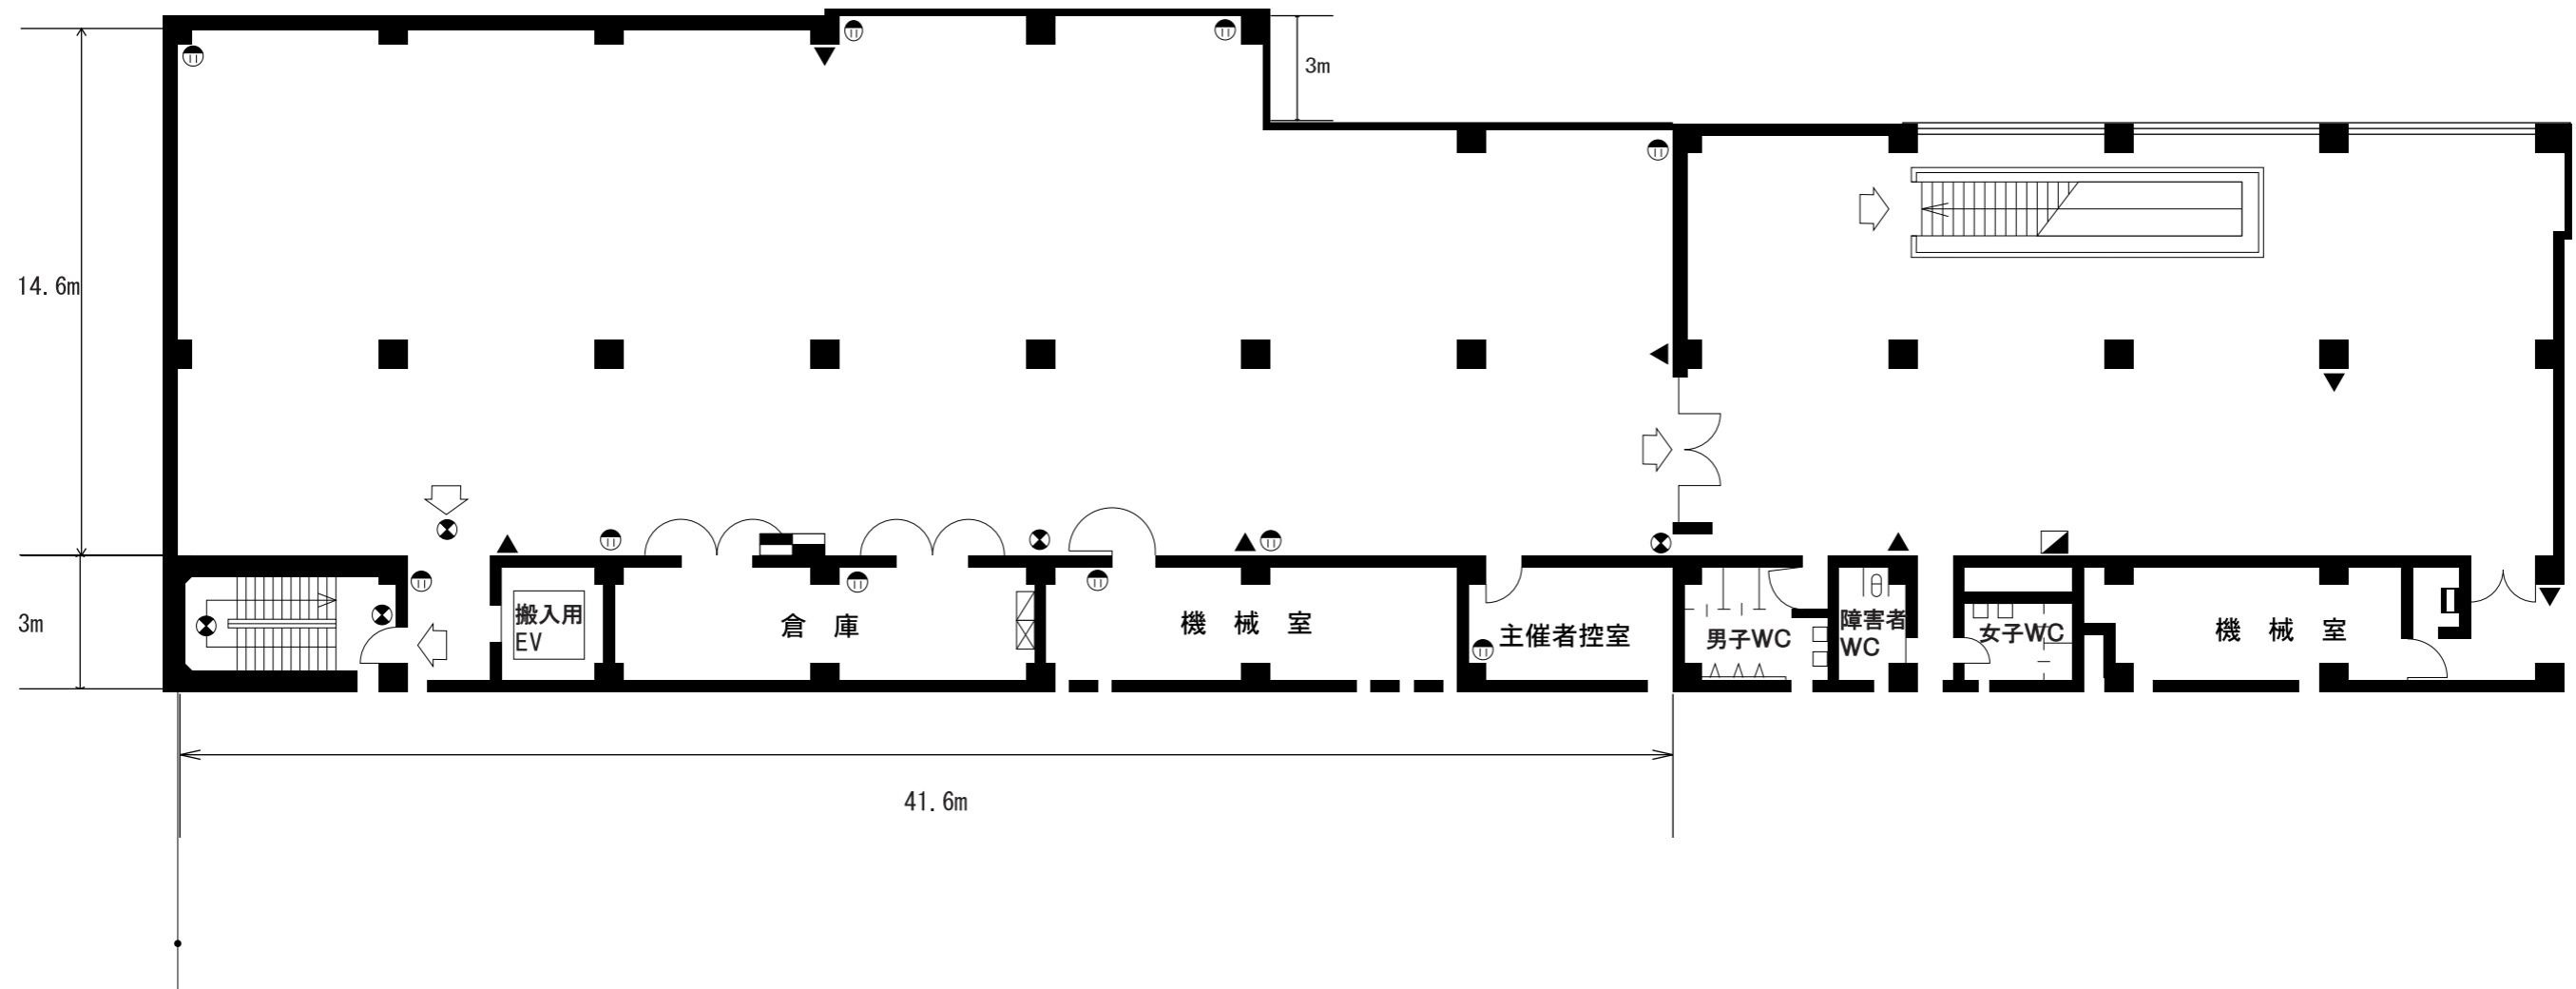 3m
14.6m
3m
搬入用
EV
倉庫
機械室
主催者控室
男子WC
障害者
WC
女子WC
機械室
41.6m